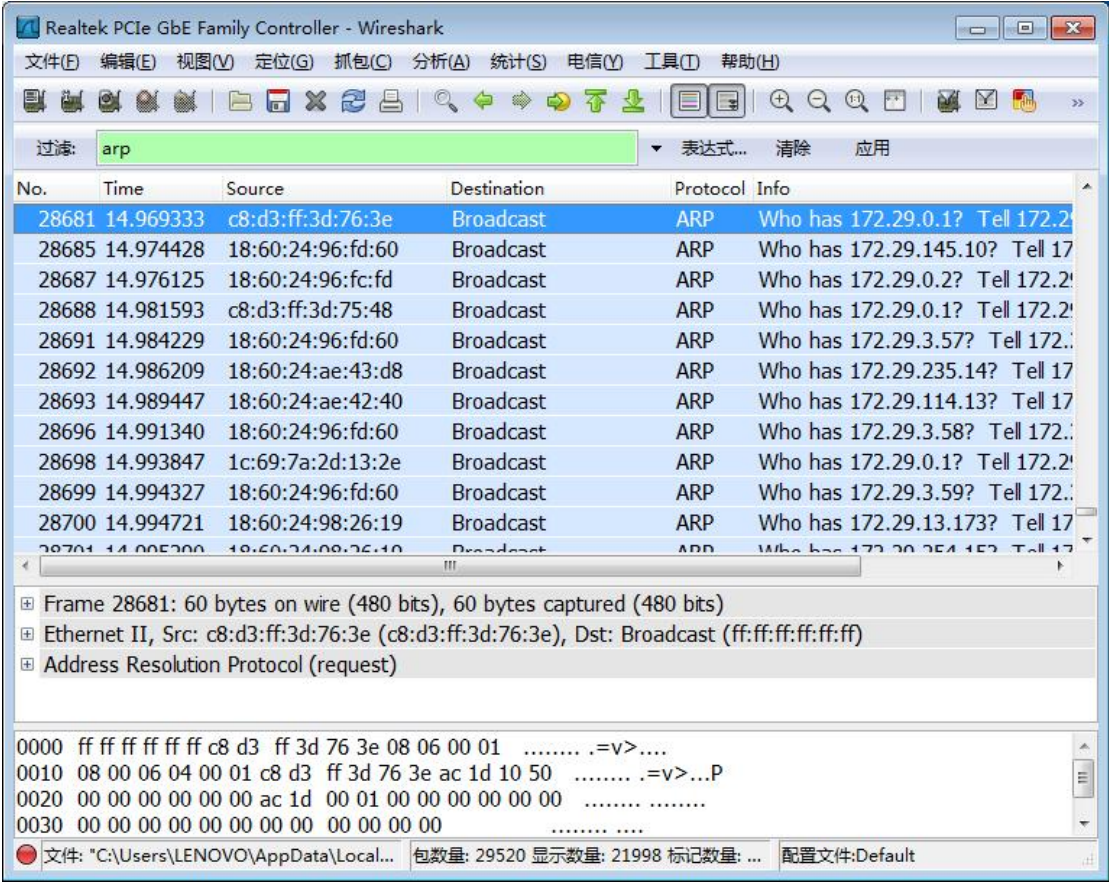 Realtek PCIe GbE Family Controller - Wireshark
文件(F) 编辑(E) 视图(V) 定位(G) 抓包(C) 分析(A) 统计(S) 电信(Y) 工具(T) 帮助(H)
过滤: arp 表达式... 清除 应用
No. Time Source Destination Protocol Info
28681 14.969333 c8:d3:ff:3d:76:3e Broadcast ARP Who has 172.29.0.1? Tell 172.29
28685 14.974428 18:60:24:96:fd:60 Broadcast ARP Who has 172.29.145.10? Tell 17
28687 14.976125 18:60:24:96:fc:fd Broadcast ARP Who has 172.29.0.2? Tell 172.29
28688 14.981593 c8:d3:ff:3d:75:48 Broadcast ARP Who has 172.29.0.1? Tell 172.29
28691 14.984229 18:60:24:96:fd:60 Broadcast ARP Who has 172.29.3.57? Tell 172.
28692 14.986209 18:60:24:ae:43:d8 Broadcast ARP Who has 172.29.235.14? Tell 17
28693 14.989447 18:60:24:ae:42:40 Broadcast ARP Who has 172.29.114.13? Tell 17
28696 14.991340 18:60:24:96:fd:60 Broadcast ARP Who has 172.29.3.58? Tell 172.
28698 14.993847 1c:69:7a:2d:13:2e Broadcast ARP Who has 172.29.0.1? Tell 172.29
28699 14.994327 18:60:24:96:fd:60 Broadcast ARP Who has 172.29.3.59? Tell 172.
28700 14.994721 18:60:24:98:26:19 Broadcast ARP Who has 172.29.13.173? Tell 17
Frame 28681: 60 bytes on wire (480 bits), 60 bytes captured (480 bits)
Ethernet II, Src: c8:d3:ff:3d:76:3e (c8:d3:ff:3d:76:3e), Dst: Broadcast (ff:ff:ff:ff:ff:ff)
Address Resolution Protocol (request)
0000 ff ff ff ff ff ff c8 d3 ff 3d 76 3e 08 06 00 01 ........ .=v>....
0010 08 00 06 04 00 01 c8 d3 ff 3d 76 3e ac 1d 10 50 ........ .=v>...P
0020 00 00 00 00 00 00 ac 1d 00 01 00 00 00 00 00 00 ........ ........
0030 00 00 00 00 00 00 00 00 00 00 00 00 ........ ....
文件: "C:\Users\LENOVO\AppData\Local... 包数量: 29520 显示数量: 21998 标记数量: ... 配置文件:Default